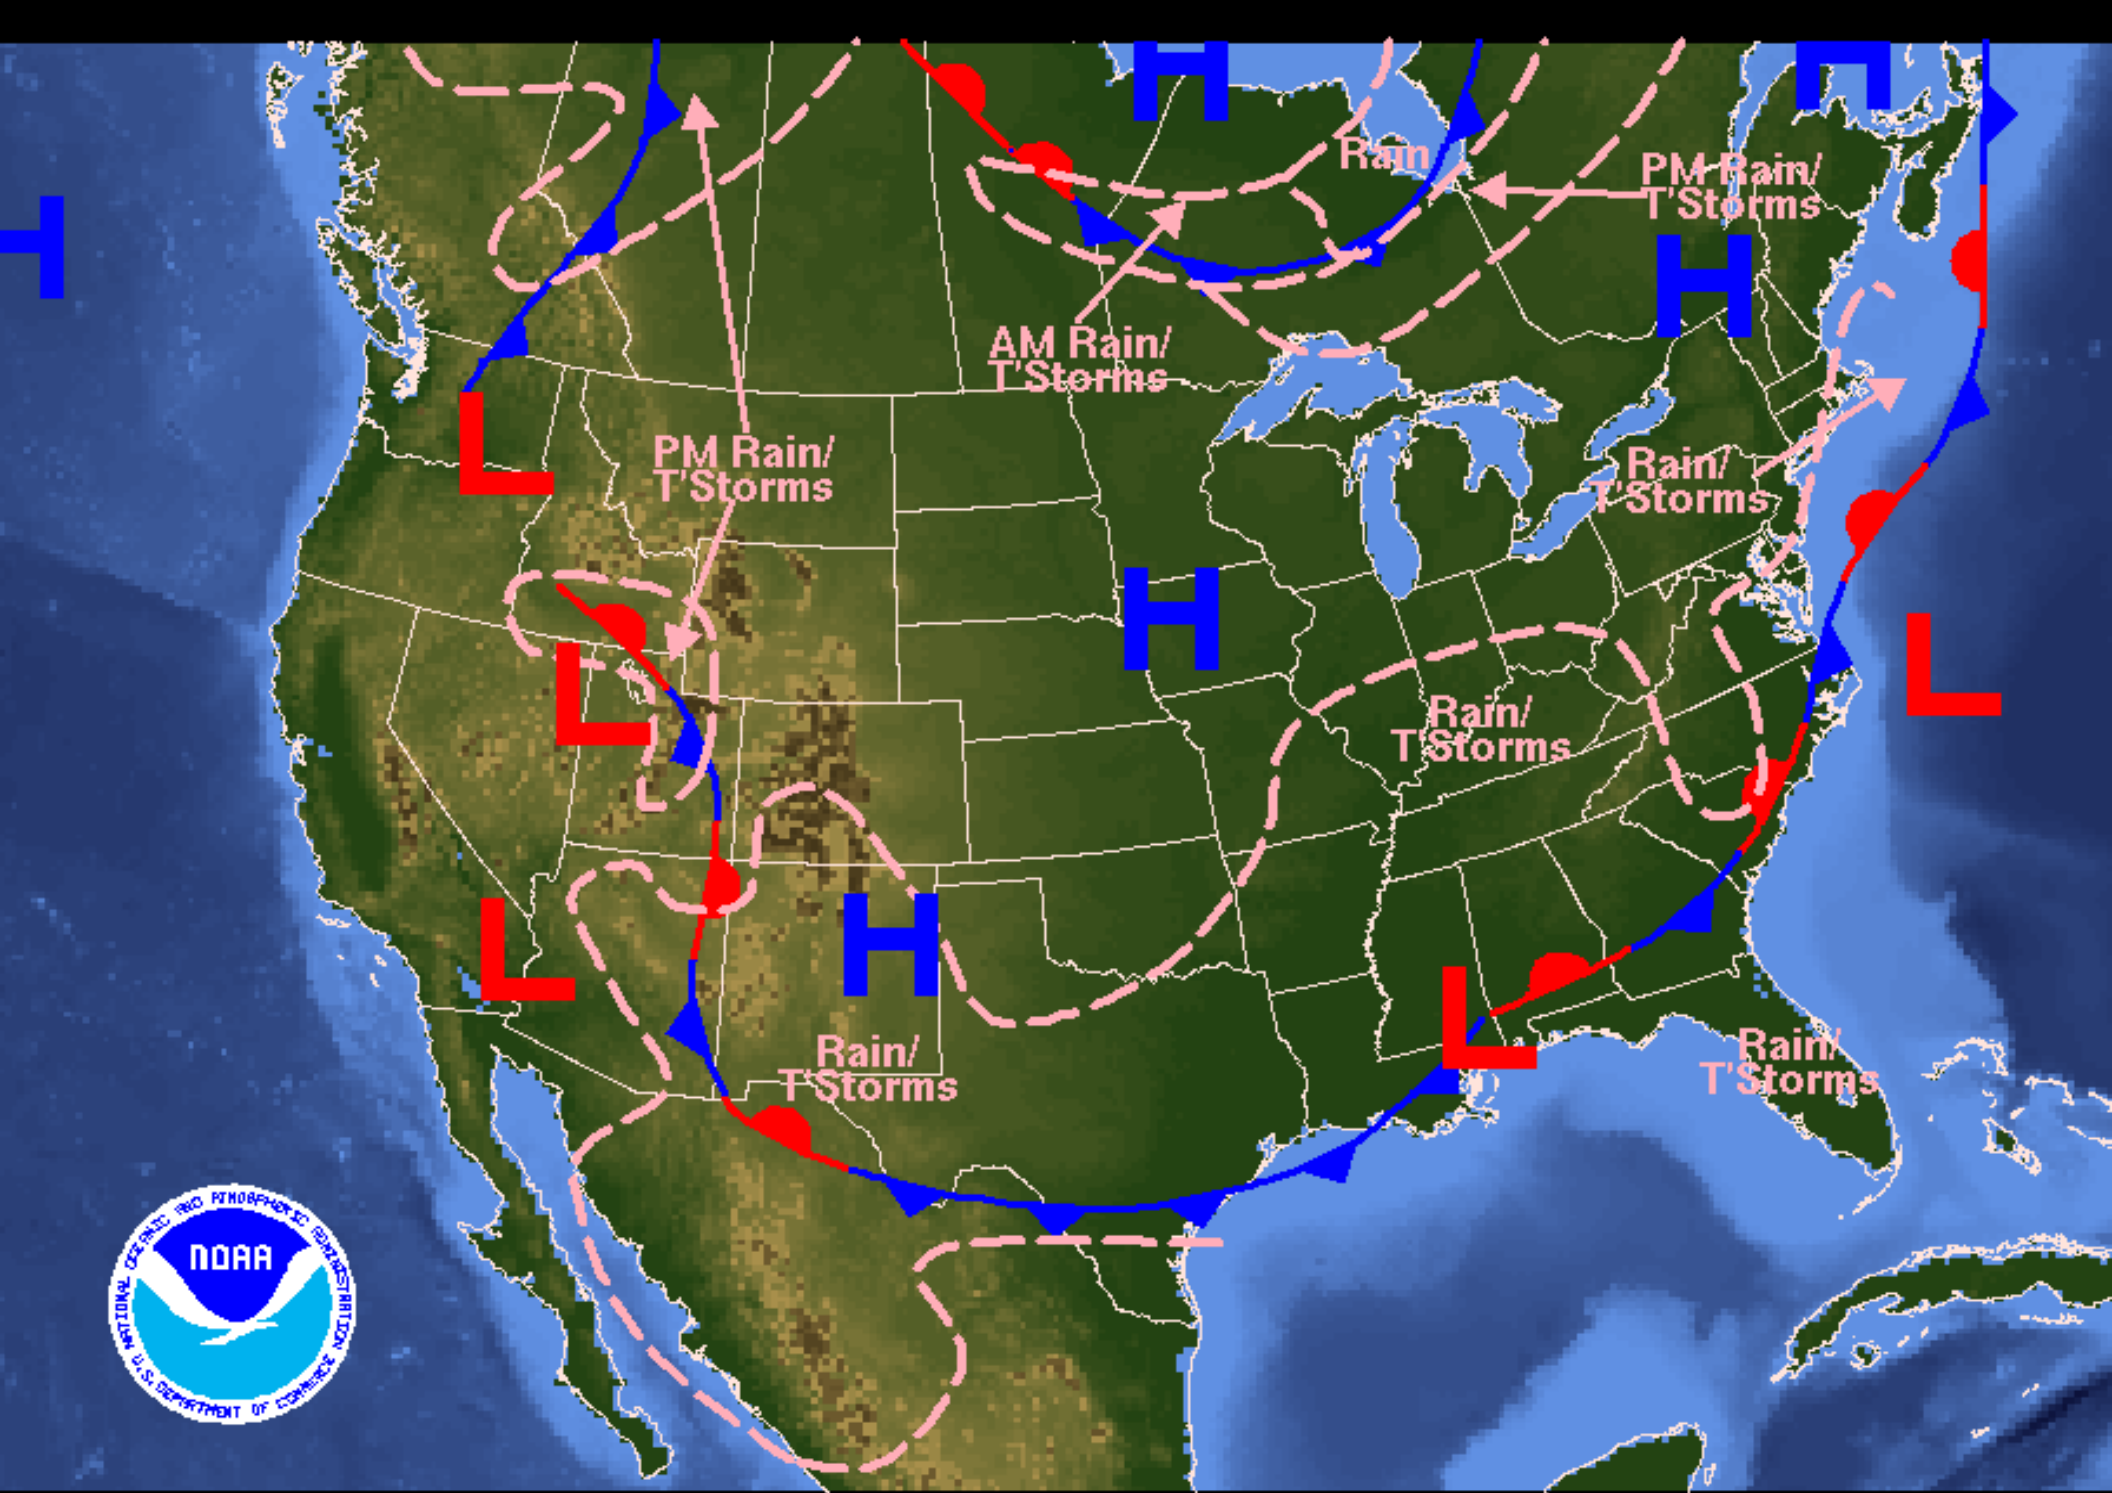 H
H
H
Rain
PM Rain/
T'Storms
H
AM Rain/
T'Storms
L
PM Rain/
T'Storms
Rain/
T'Storms
H
L
L
Rain/
T'Storms
L
H
L
Rain/
T'Storms
Rain/
T'Storms
NATIONAL OCEANIC AND ATMOSPHERIC ADMINISTRATION
NOAA
U.S. DEPARTMENT OF COMMERCE